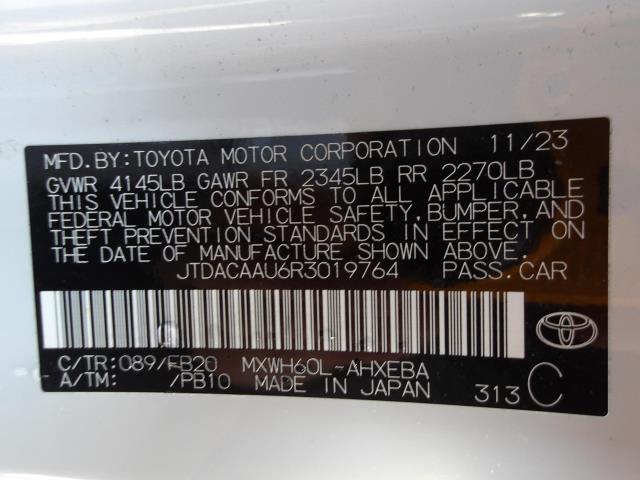 MFD.BY:TOYOTA MOTOR CORPORATION 11/23
GVWR 4145LB GAWR FR 2345LB RR 2270LB
THIS VEHICLE CONFORMS TO ALL APPLICABLE
FEDERAL MOTOR VEHICLE SAFETY,BUMPER,AND
THEFT PREVENTION STANDARDS IN EFFECT ON
THE DATE OF MANUFACTURE SHOWN ABOVE.
JTDACAAU6R3019764 PASS.CAR
C/TR:089/FB20 MXWH60L-AHXEBA
A/TM: /PB10 MADE IN JAPAN 313 C